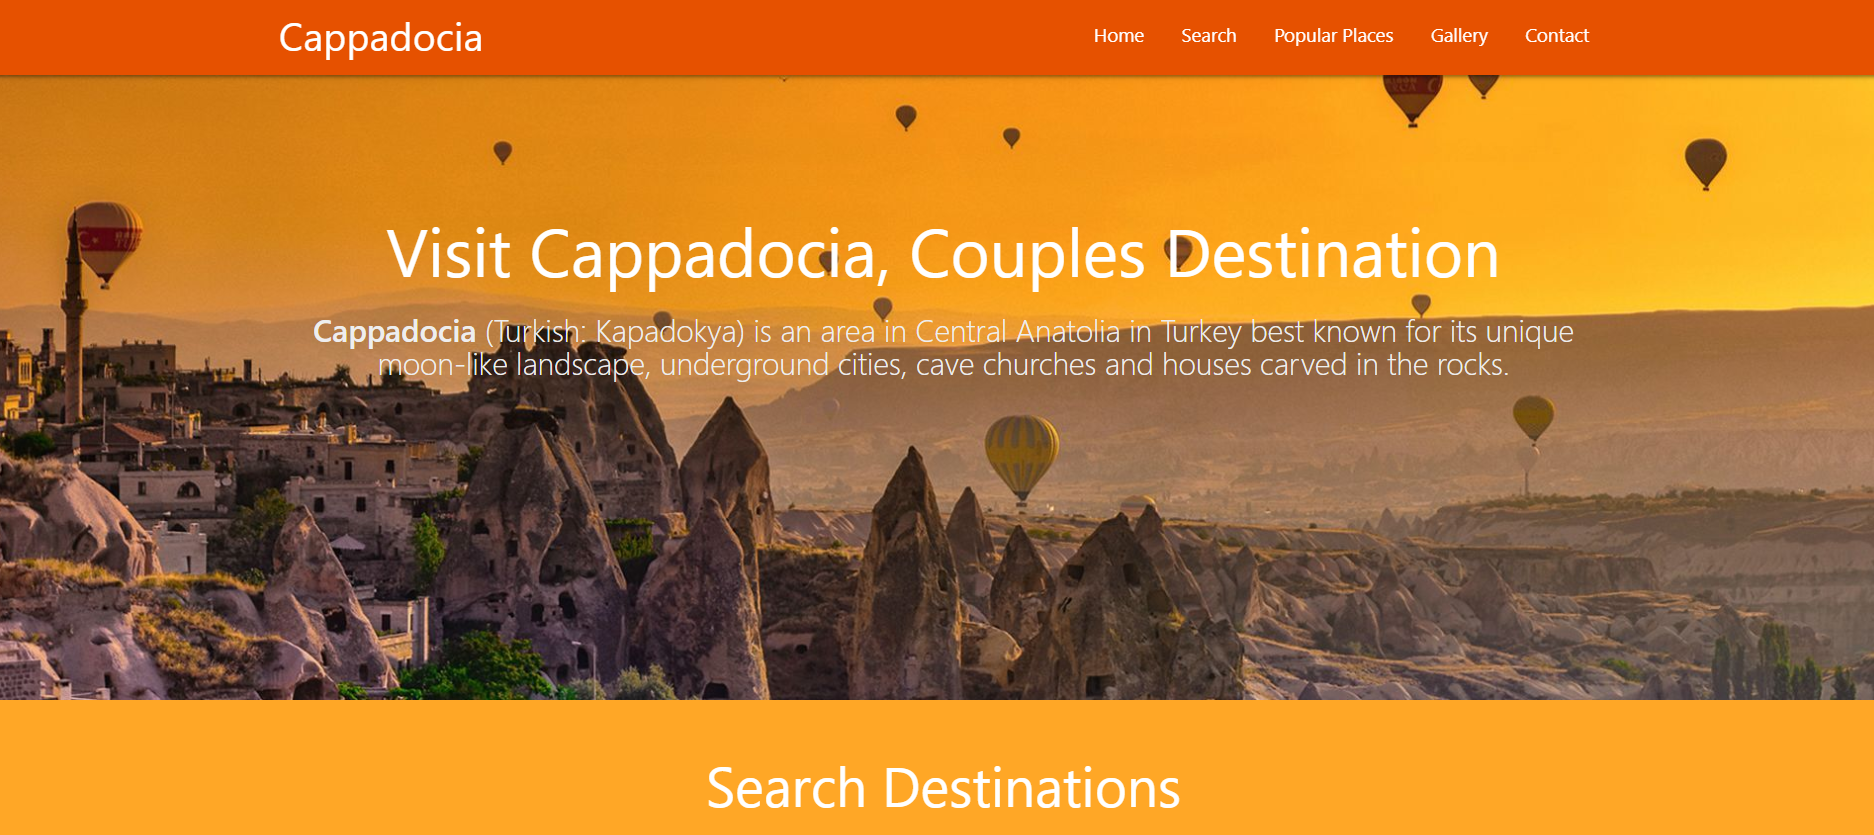 Cappadocia
Home Search Popular Places Gallery Contact
Visit Cappadocia, Couples Destination
Cappadocia (Turkish: Kapadokya) is an area in Central Anatolia in Turkey best known for its unique
moon-like landscape, underground cities, cave churches and houses carved in the rocks.
Search Destinations